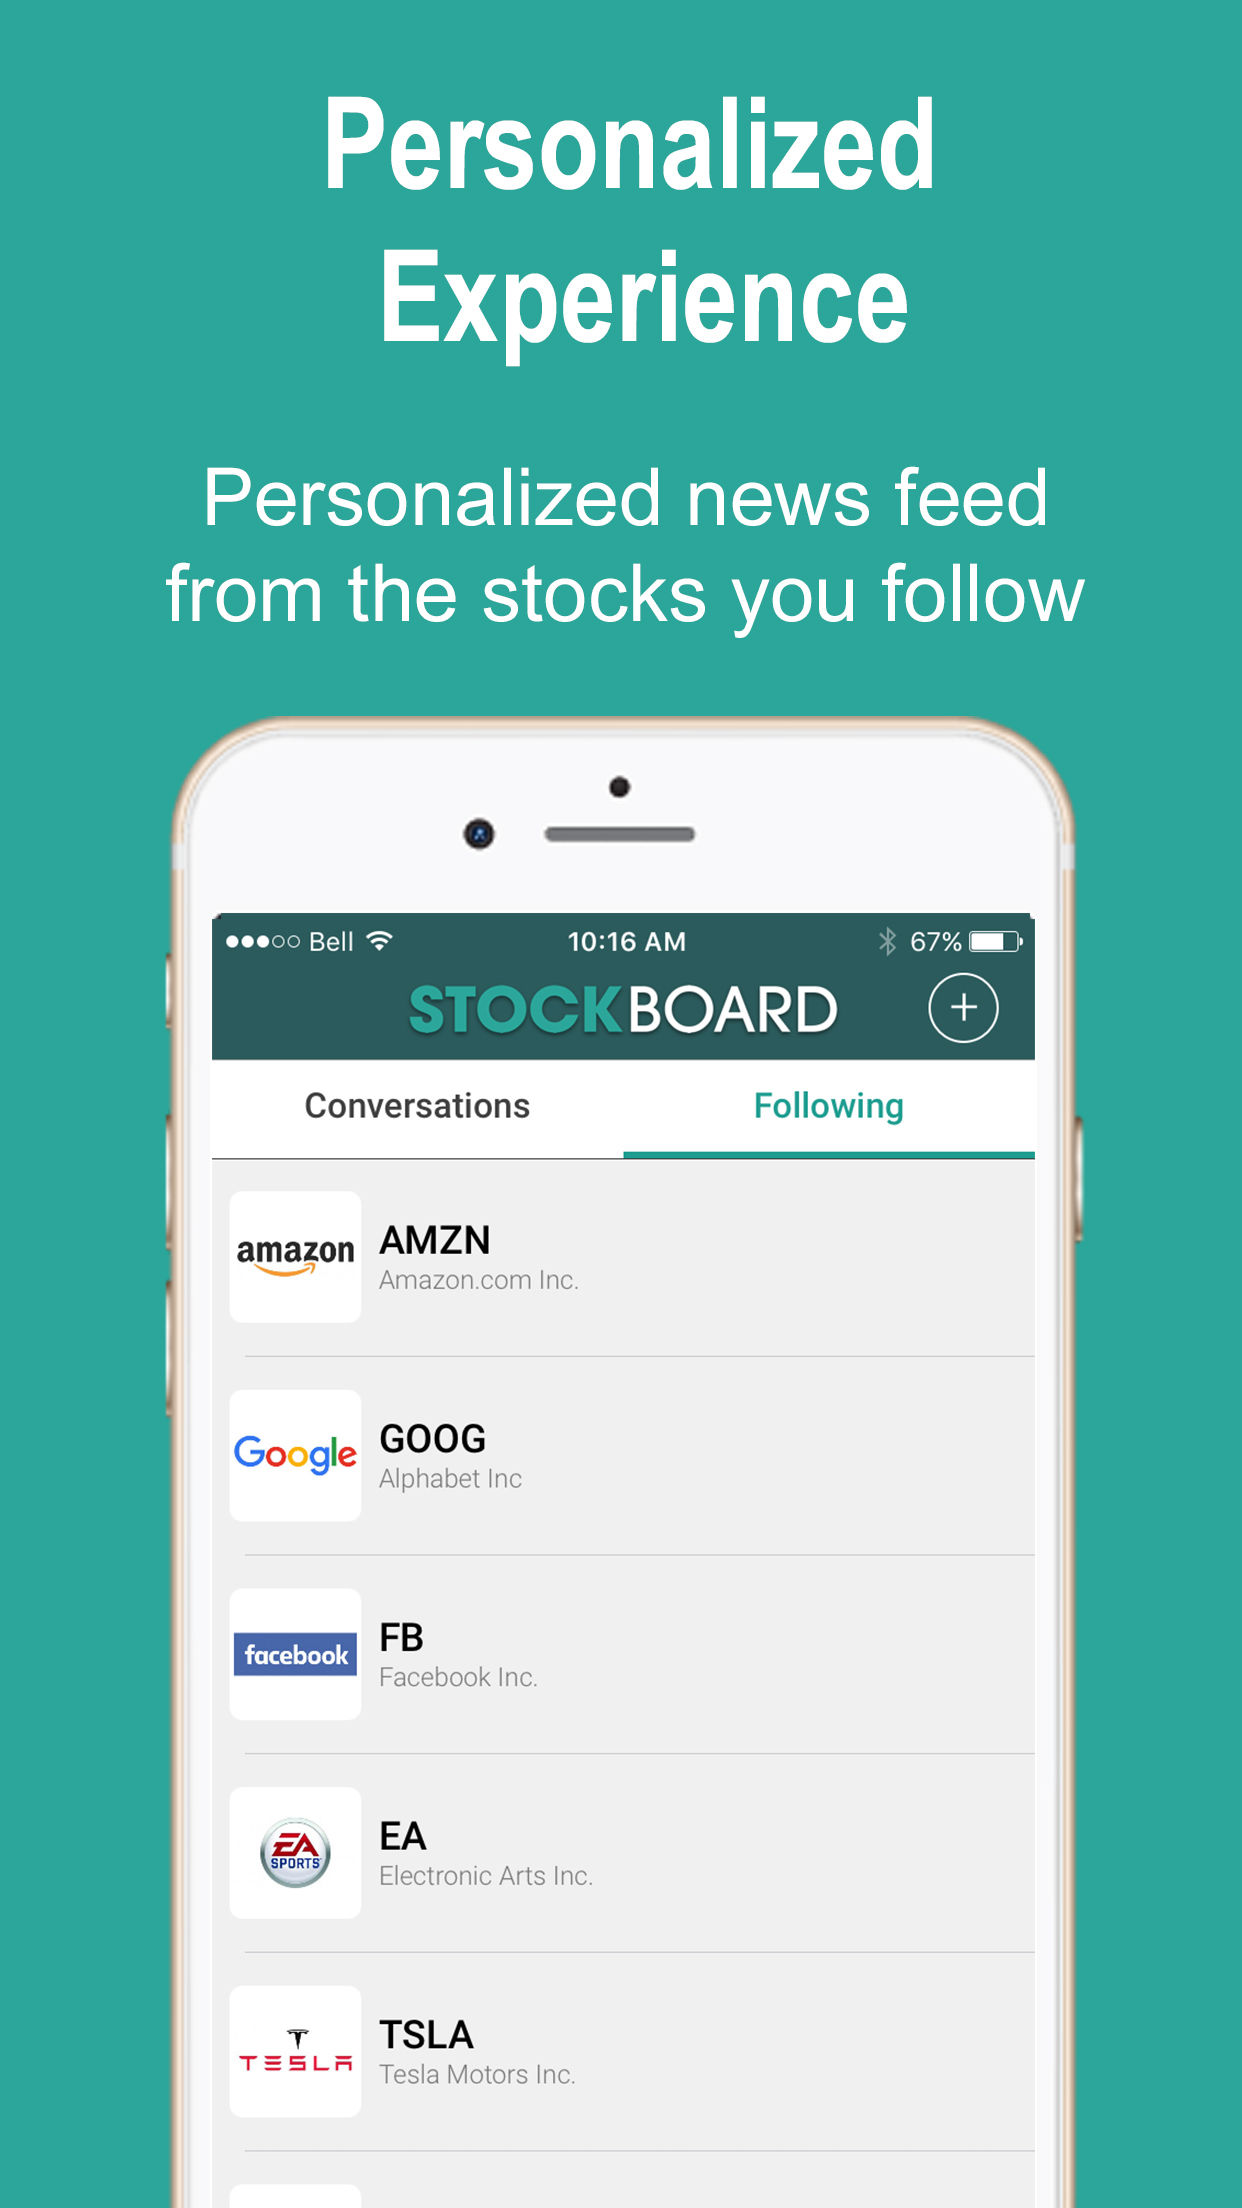 Personalized
Experience
Personalized news feed
from the stocks you follow
Bell 10:16 AM 67%
STOCKBOARD
Conversations Following
amazon
AMZN
Amazon.com Inc.
Google
GOOG
Alphabet Inc
facebook
FB
Facebook Inc.
EA
SPORTS
EA
Electronic Arts Inc.
TESLA
TSLA
Tesla Motors Inc.